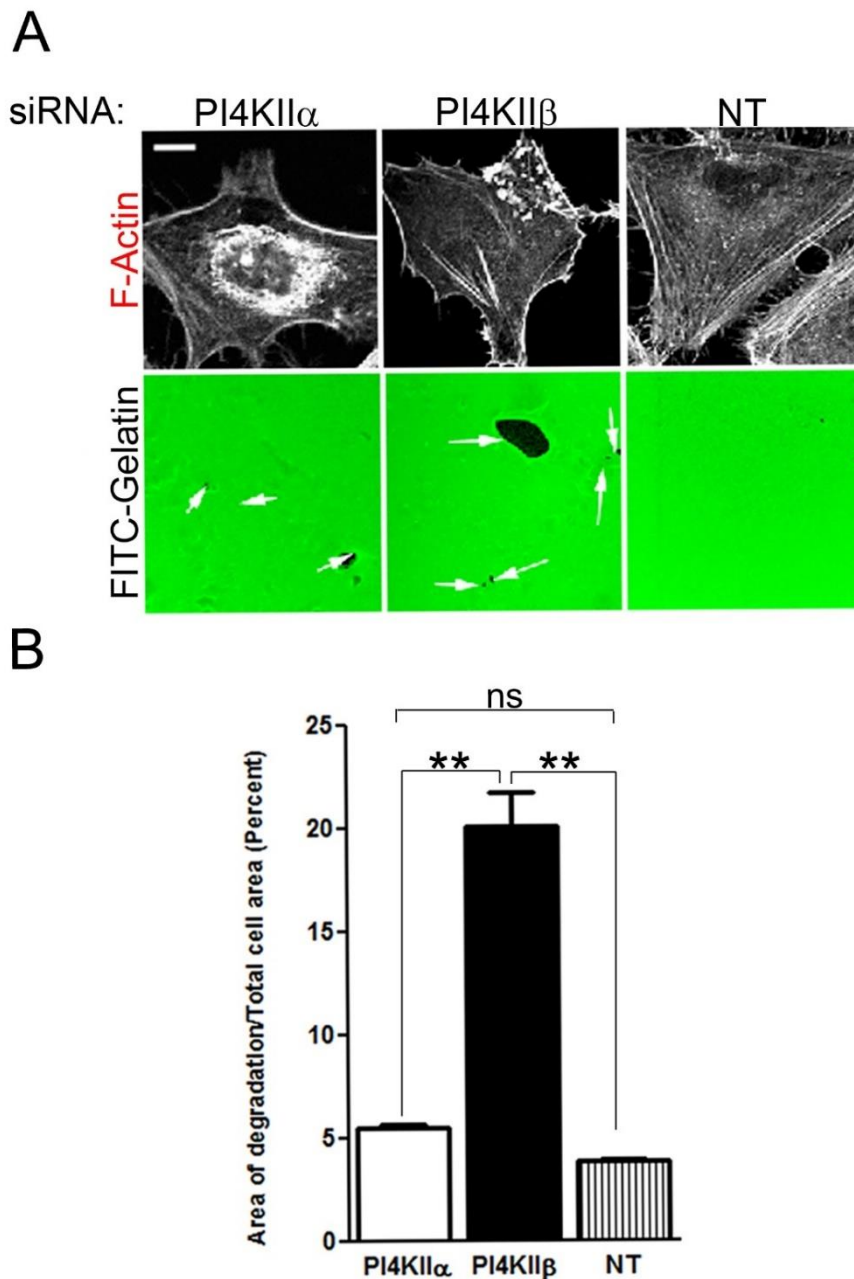 A
siRNA: PI4KIIα PI4KIIβ NT
F-Actin
FITC-Gelatin
B
ns
** **
Area of degradation/Total cell area (Percent)
25
20
15
10
5
0
PI4KIIα PI4KIIβ NT